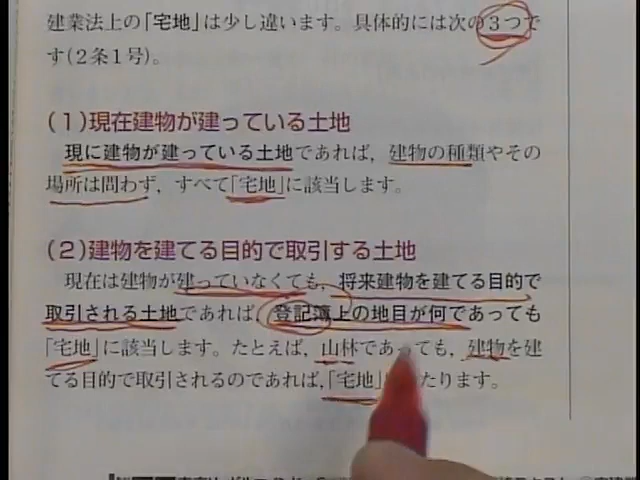 建業法上の「宅地」は少し違います。具体的には次の3つで
す(2条1号)。
(1)現在建物が建っている土地
現に建物が建っている土地であれば,建物の種類やその
場所は問わず,すべて「宅地」に該当します。
(2)建物を建てる目的で取引する土地
現在は建物が建っていなくても,将来建物を建てる目的で
取引される土地であれば,登記簿上の地目が何であっても
「宅地」に該当します。たとえば,山林であっても,建物を建
てる目的で取引されるのであれば,「宅地」 たります。